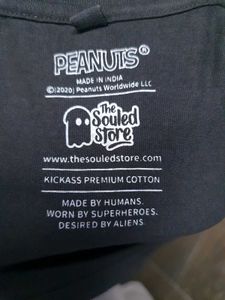 PEANUTS®
MADE IN INDIA
©2020 Peanuts Worldwide LLC
The
Souled
Store
www.thesouledstore.com
KICKASS PREMIUM COTTON
MADE BY HUMANS.
WORN BY SUPERHEROES.
DESIRED BY ALIENS.